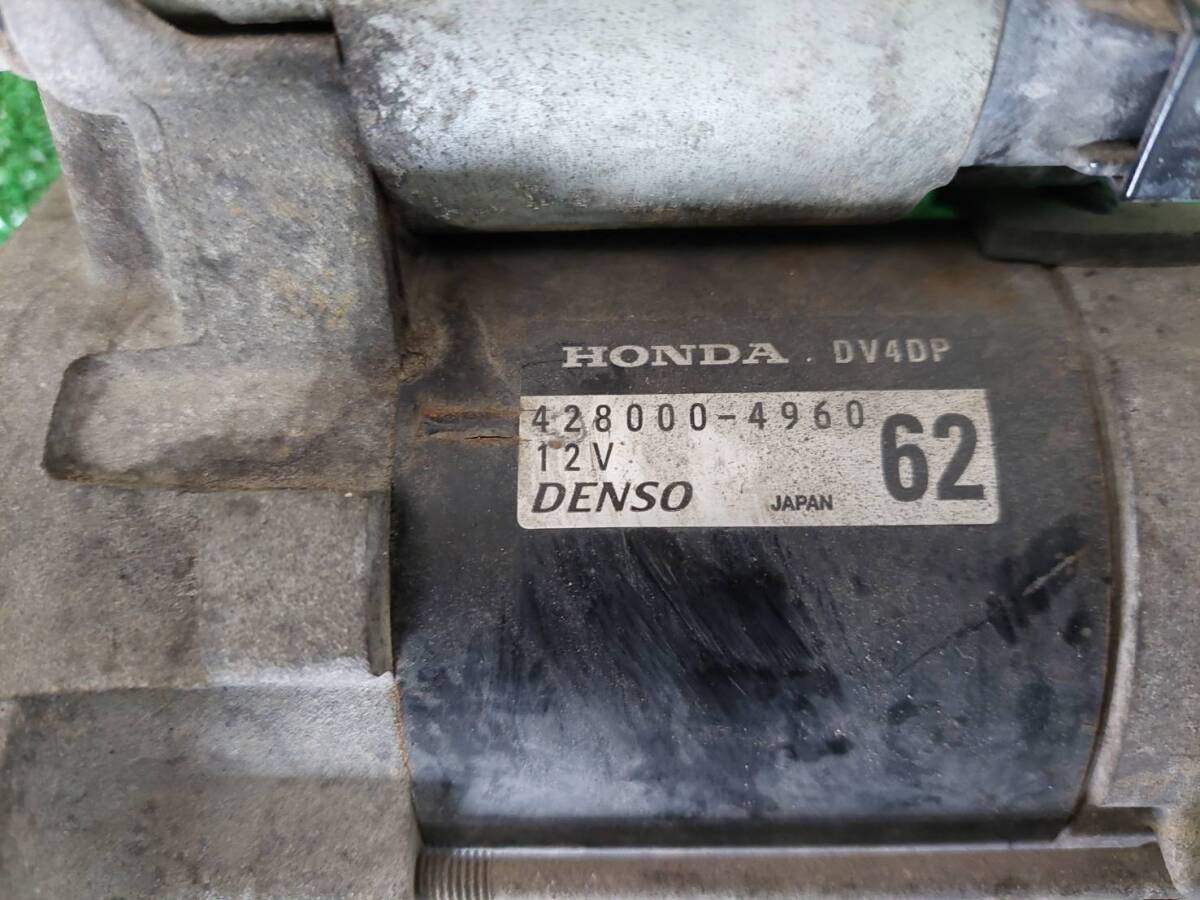 HONDA DV4DP
428000-4960
12V
62
DENSO JAPAN